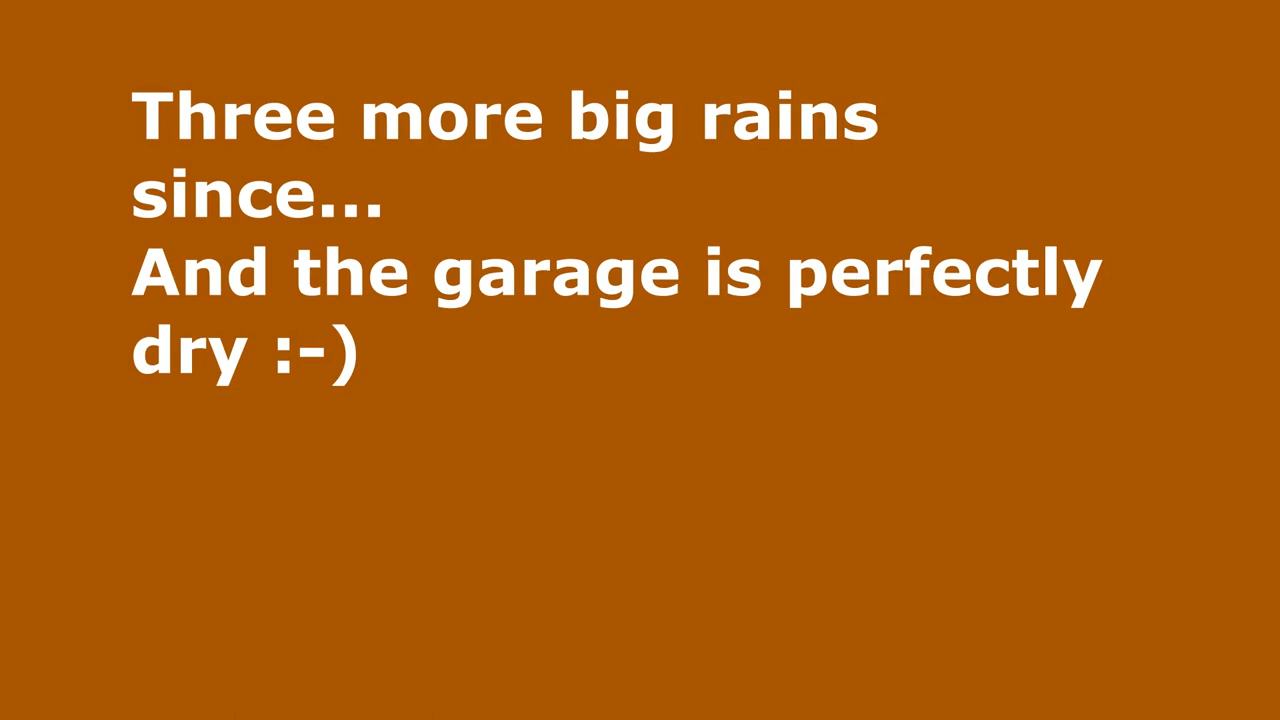 Three more big rains
since...
And the garage is perfectly
dry :-)